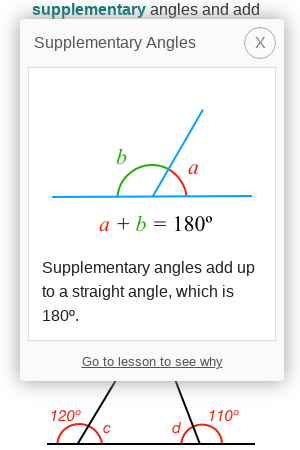 supplementary angles and add
Supplementary Angles X
b
a
a + b = 180º
Supplementary angles add up
to a straight angle, which is
180º.
Go to lesson to see why
120º 110º
c d